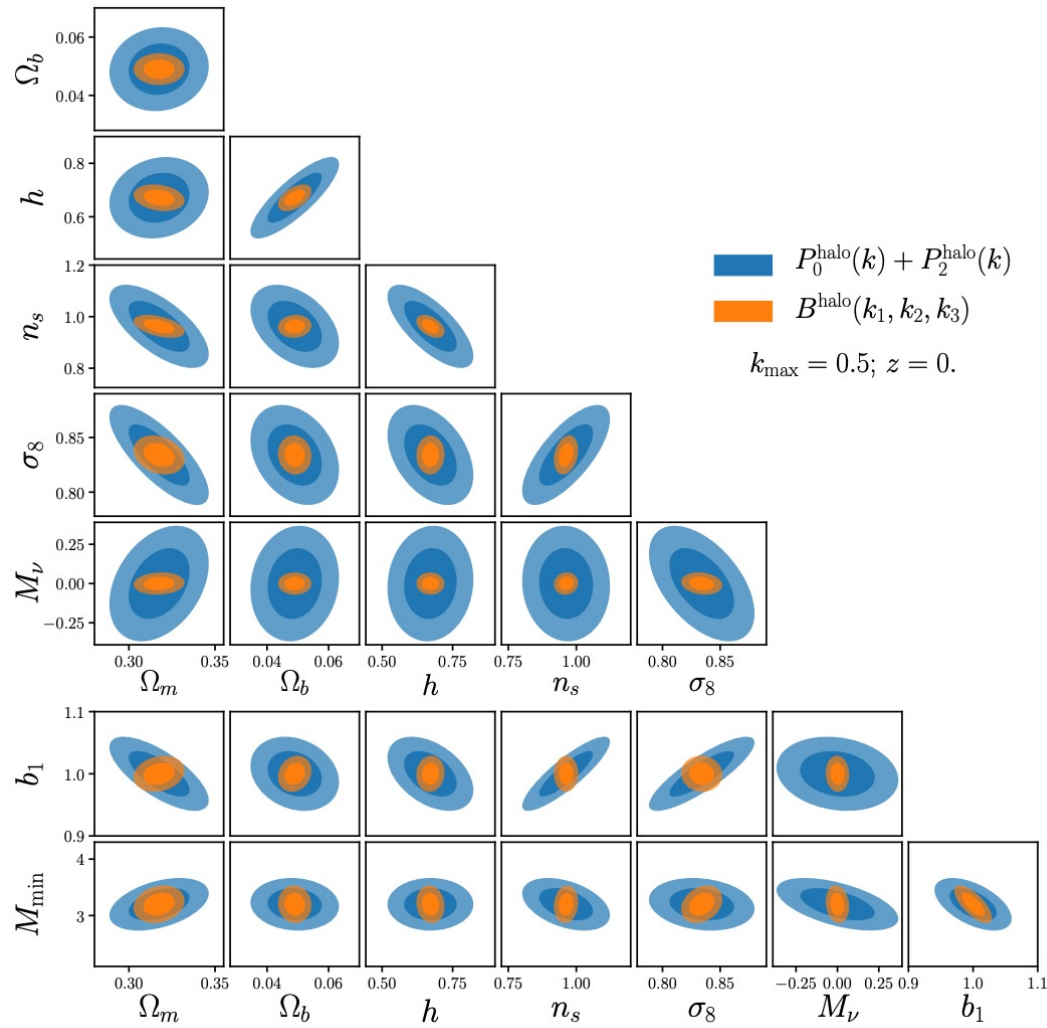 0.06
0.04
Ω_b
0.8
0.6
h
1.2
1.0
0.8
n_s
P_0^halo(k) + P_2^halo(k)
B^halo(k_1, k_2, k_3)
k_max = 0.5; z = 0.
0.85
0.80
σ_8
0.25
0.00
−0.25
M_ν
0.30 0.35 0.04 0.06 0.50 0.75 0.75 1.00 0.80 0.85
Ω_m Ω_b h n_s σ_8
1.1
1.0
0.9
b_1
4
3
M_min
0.30 0.35 0.04 0.06 0.50 0.75 0.75 1.00 0.80 0.85 −0.25 0.00 0.25 0.9 1.0 1.1
Ω_m Ω_b h n_s σ_8 M_ν b_1